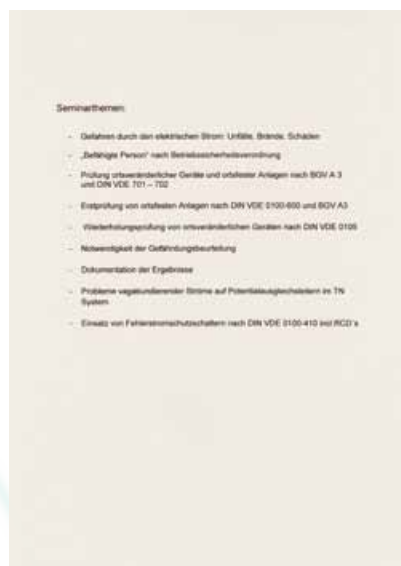 Seminarthemen:
- Gefahren durch den elektrischen Strom: Unfälle, Brände, Schäden
- „Befähigte Person" nach Betriebssicherheitsverordnung
- Prüfung ortsveränderlicher Geräte und ortsfester Anlagen nach BGV A 3
und DIN VDE 701 – 702
- Erstprüfung von ortsfesten Anlagen nach DIN VDE 0100-600 und BGV A3
- Wiederholungsprüfung von ortsveränderlichen Geräten nach DIN VDE 0105
- Notwendigkeit der Gefährdungsbeurteilung
- Dokumentation der Ergebnisse
- Probleme vagabundierender Ströme auf Potentialausgleichsleitern im TN
System
- Einsatz von Fehlerstromschutzschaltern nach DIN VDE 0100-410 incl RCD´s